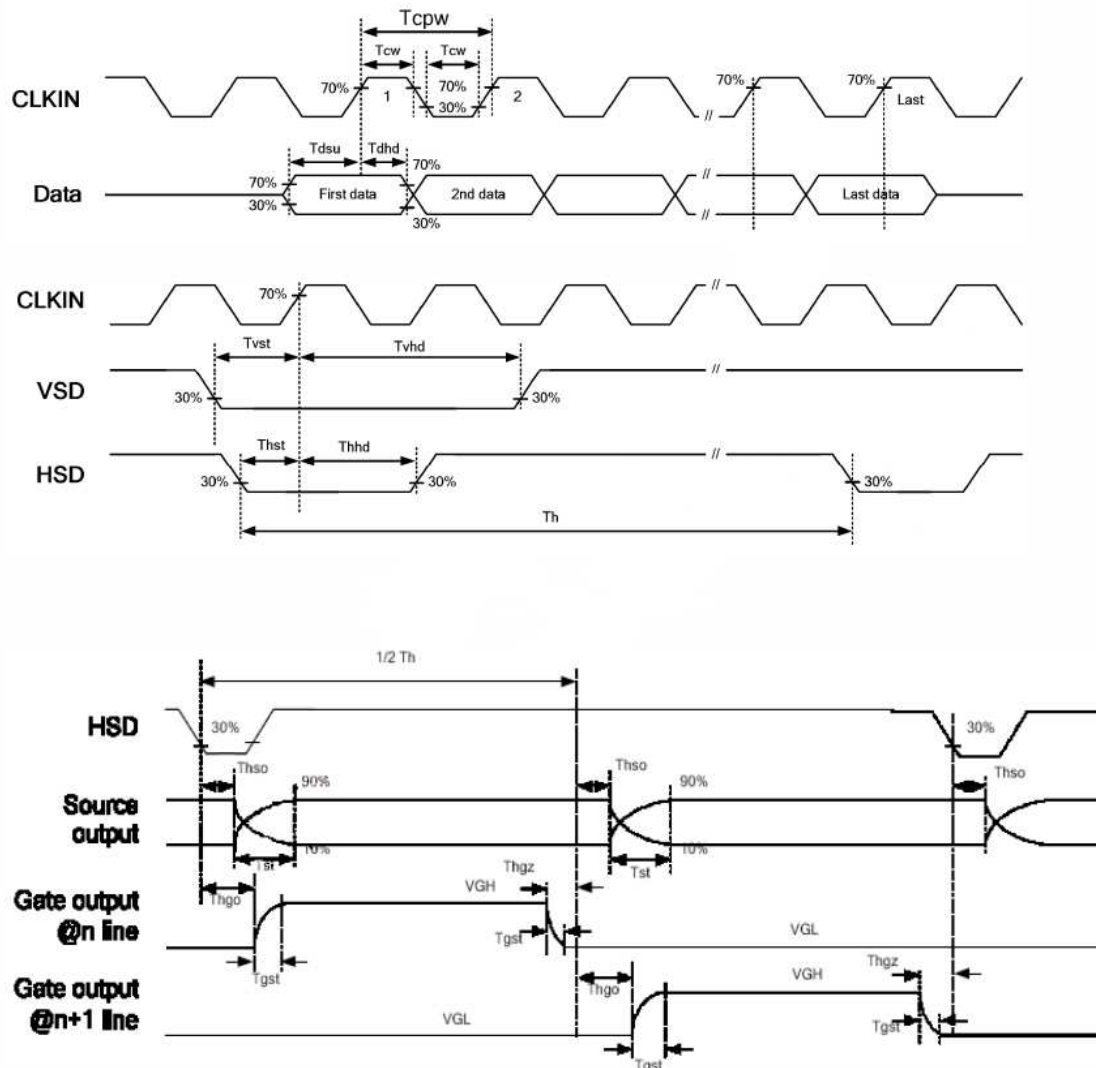 Tcpw
Tcw Tcw
CLKIN 70% 1 70% 30% 2 // 70% 70% Last
Tdsu Tdhd
70% 70%
Data First data 2nd data // Last data
30% 30% //
CLKIN 70% //
Tvst Tvhd
VSD 30% 30% //
Thst Thhd
HSD 30% 30% // 30%
Th
1/2 Th
HSD 30% 30%
Thso 90% Thso 90% Thso
Source
output
10% 10%
Tst Tst
Gate output
@n line
Thgo VGH Thgz
Tgst Tgst VGL
Gate output
@n+1 line
VGL Thgo VGH Thgz
Tgst Tgst